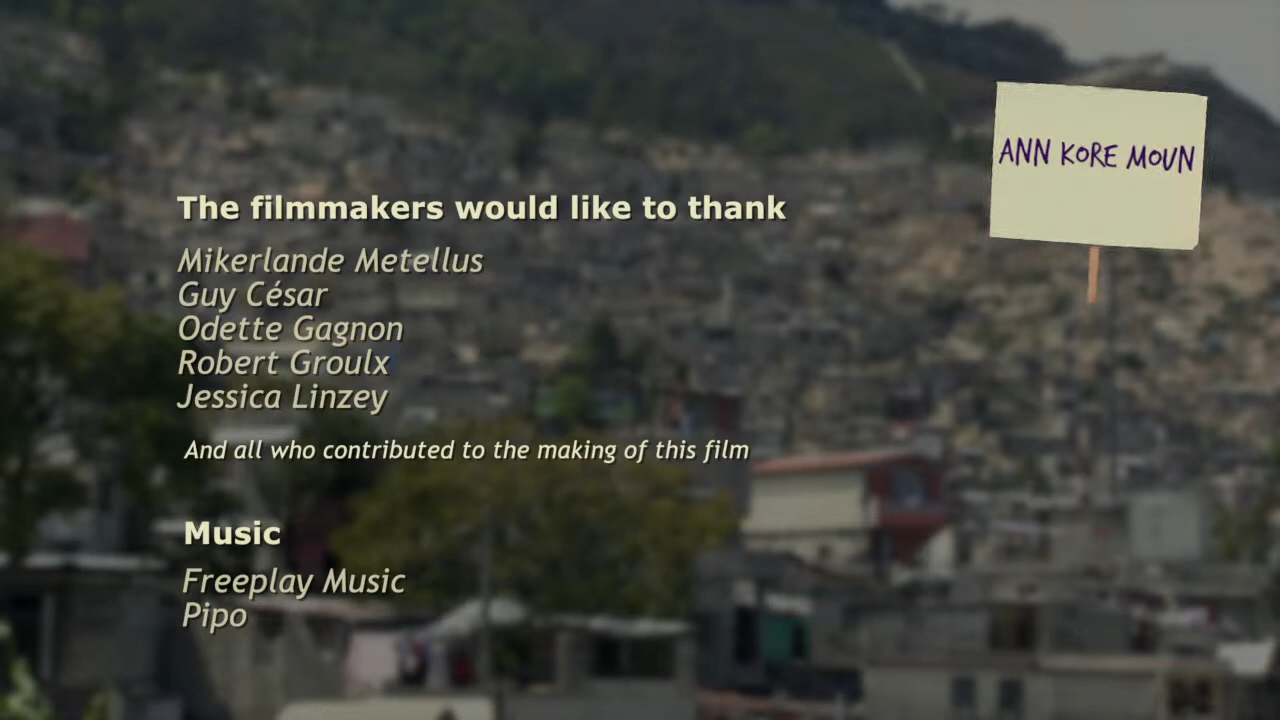 ANN KORE MOUN
The filmmakers would like to thank
Mikerlande Metellus
Guy César
Odette Gagnon
Robert Groulx
Jessica Linzey
And all who contributed to the making of this film
Music
Freeplay Music
Pipo